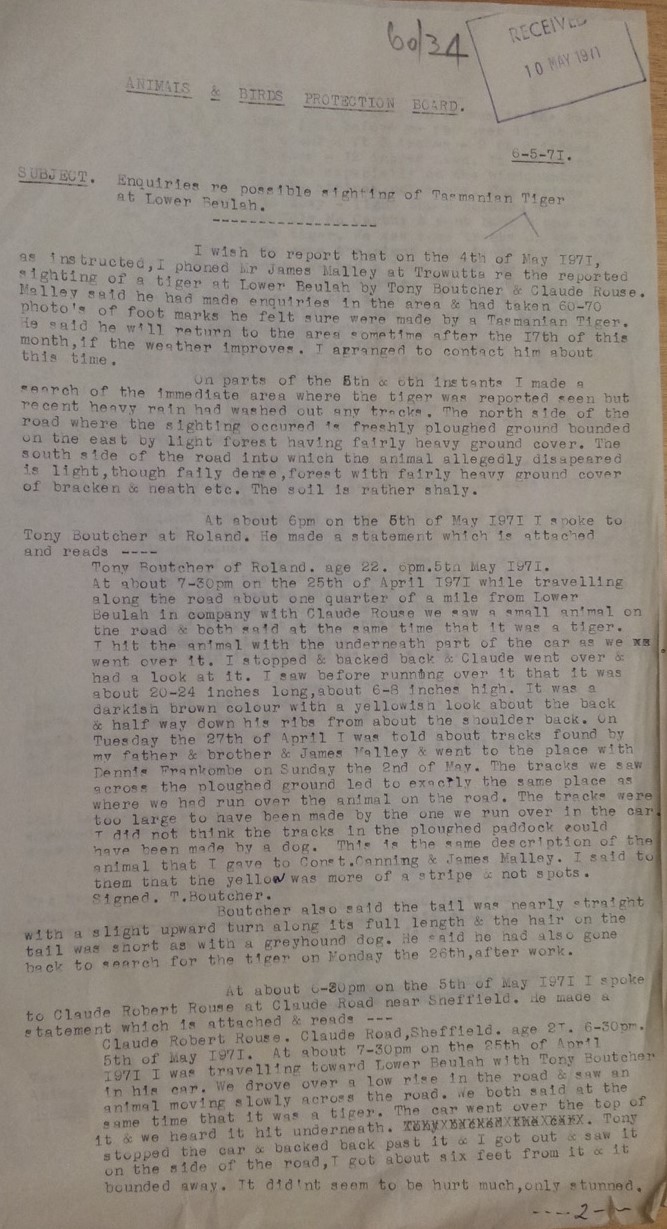 60/34
RECEIVED
10 MAY 1971
ANIMALS & BIRDS PROTECTION BOARD.
6-5-7I.
SUBJECT. Enquiries re possible sighting of Tasmanian Tiger
at Lower Beulah.
-----------------
I wish to report that on the 4th of May I97I,
as instructed,I phoned Mr James Malley at Trowutta re the reported
sighting of a tiger at Lower Beulah by Tony Boutcher & Claude Rouse.
Malley said he had made enquiries in the area & had taken 60-70
photo's of foot marks he felt sure were made by a Tasmanian Tiger.
He said he will return to the area sometime after the I7th of this
month,if the weather improves. I arranged to contact him about
this time.
On parts of the 5th & 6th instants I made a
search of the immediate area where the tiger was reported seen but
recent heavy rain had washed out any tracks. The north side of the
road where the sighting occured is freshly ploughed ground bounded
on the east by light forest having fairly heavy ground cover. The
south side of the road into which the animal allegedly disapeared
is light,though faily dense,forest with fairly heavy ground cover
of bracken & heath etc. The soil is rather shaly.
At about 6pm on the 5th of May I97I I spoke to
Tony Boutcher at Roland. He made a statement which is attached
and reads ----
Tony Boutcher of Roland. age 22. 6pm.5th May I97I.
At about 7-30pm on the 25th of April I97I while travelling
along the road about one quarter of a mile from Lower
Beulah in company with Claude Rouse we saw a small animal on
the road & both said at the same time that it was a tiger.
I hit the animal with the underneath part of the car as we xx
went over it. I stopped & backed back & Claude went over &
had a look at it. I saw before running over it that it was
about 20-24 inches long,about 6-8 inches high. It was a
darkish brown colour with a yellowish look about the back
& half way down his ribs from about the shoulder back. On
Tuesday the 27th of April I was told about tracks found by
my father & brother & James Malley & went to the place with
Dennis Frankombe on Sunday the 2nd of May. The tracks we saw
across the ploughed ground led to exactly the same place as
where we had run over the animal on the road. The tracks were
too large to have been made by the one we run over in the car.
I did not think the tracks in the ploughed paddock could
have been made by a dog. This is the same description of the
animal that I gave to Const.Canning & James Malley. I said to
them that the yellow was more of a stripe & not spots.
Signed. T.Boutcher.
Boutcher also said the tail was nearly straight
with a slight upward turn along its full length & the hair on the
tail was short as with a greyhound dog. He said he had also gone
back to search for the tiger on Monday the 26th,after work.
At about 6-30pm on the 5th of May I97I I spoke
to Claude Robert Rouse at Claude Road near Sheffield. He made a
statement which is attached & reads ---
Claude Robert Rouse. Claude Road,Sheffield. age 2I. 6-30pm.
5th of May I97I. At about 7-30pm on the 25th of April
I97I I was travelling toward Lower Beulah with Tony Boutcher
in his car. We drove over a low rise in the road & saw an
animal moving slowly across the road. We both said at the
same time that it was a tiger. The car went over the top of
it & we heard it hit underneath. Tony
stopped the car & backed back past it & I got out & saw it
on the side of the road,I got about six feet from it & it
bounded away. It did'nt seem to be hurt much,only stunned.
----2---